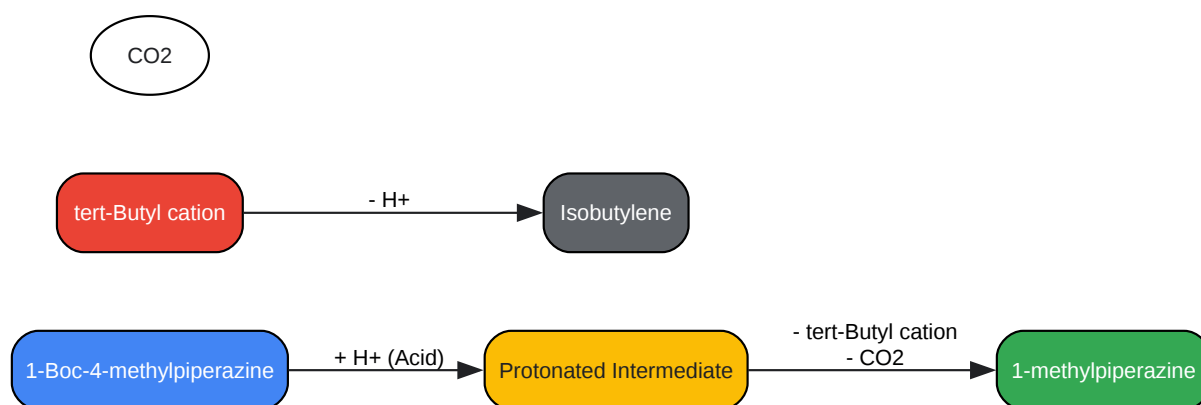 CO2
tert-Butyl cation
- H+
Isobutylene
1-Boc-4-methylpiperazine
+ H+ (Acid)
Protonated Intermediate
- tert-Butyl cation
- CO2
1-methylpiperazine